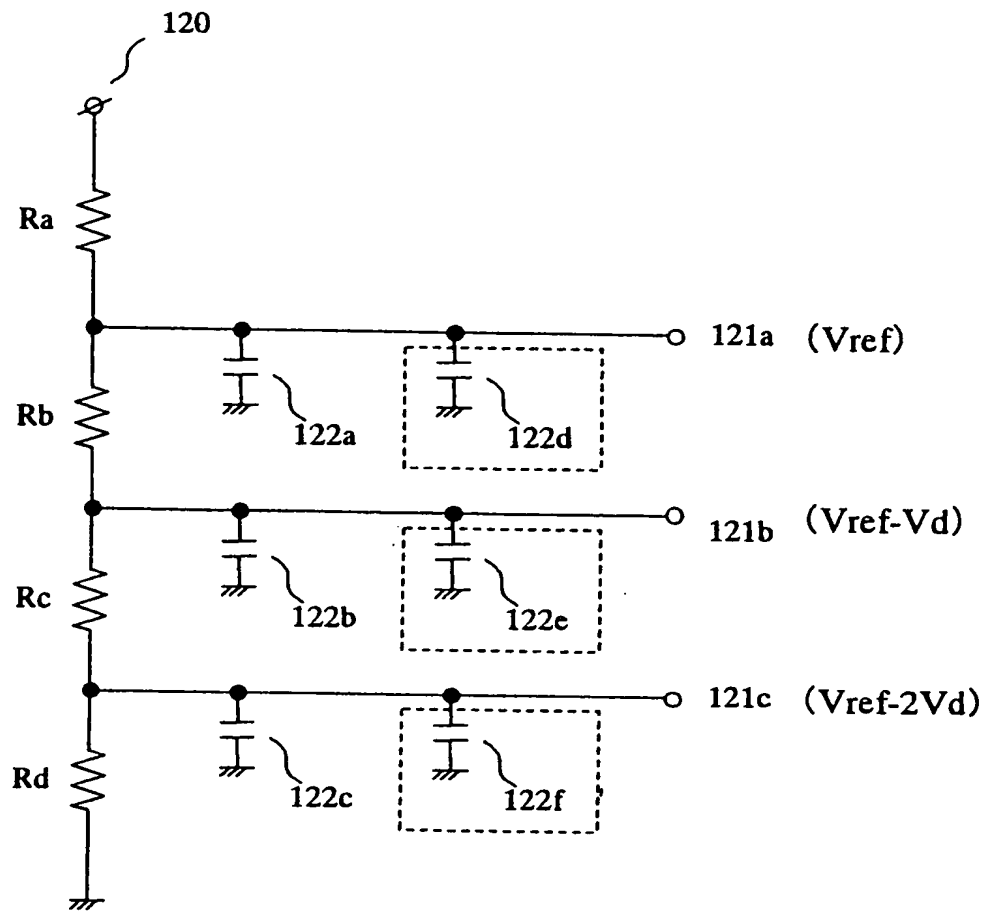 120
Ra
121a (Vref)
122a
122d
Rb
121b (Vref-Vd)
122b
122e
Rc
121c (Vref-2Vd)
122c
122f
Rd